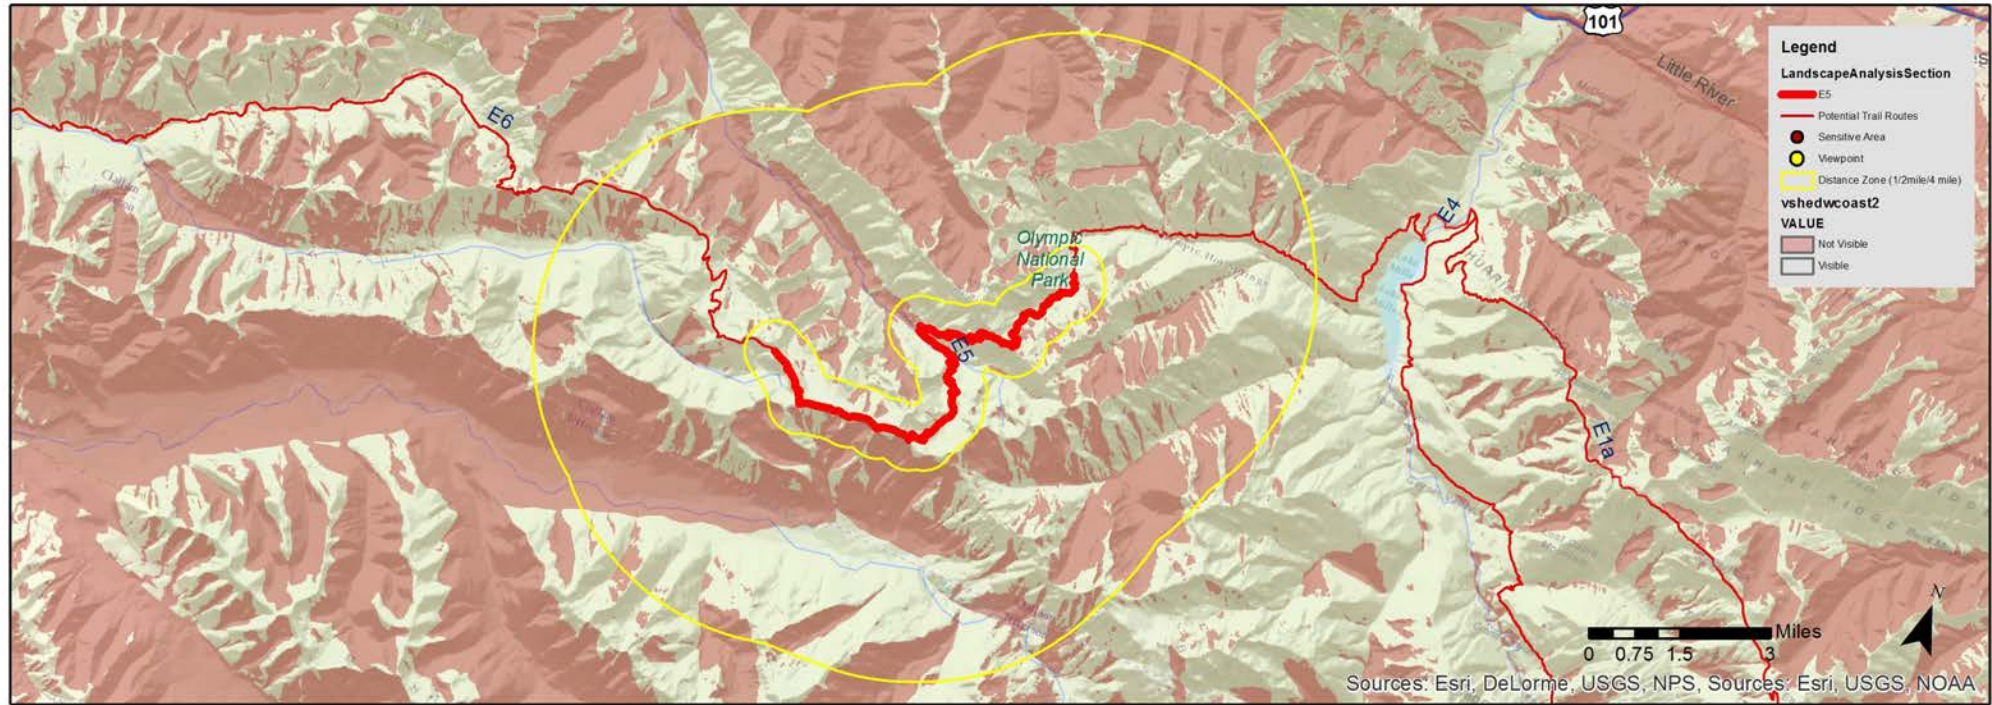 101
Little River
Legend
LandscapeAnalysisSection
E5
Potential Trail Routes
Sensitive Area
Viewpoint
Distance Zone (1/2mile/4 mile)
vshedwcoast2
VALUE
Not Visible
Visible
E6
E4
Olympic
National
Park
E5
E1a
N
Miles
0 0.75 1.5 3
Sources: Esri, DeLorme, USGS, NPS, Sources: Esri, USGS, NOAA